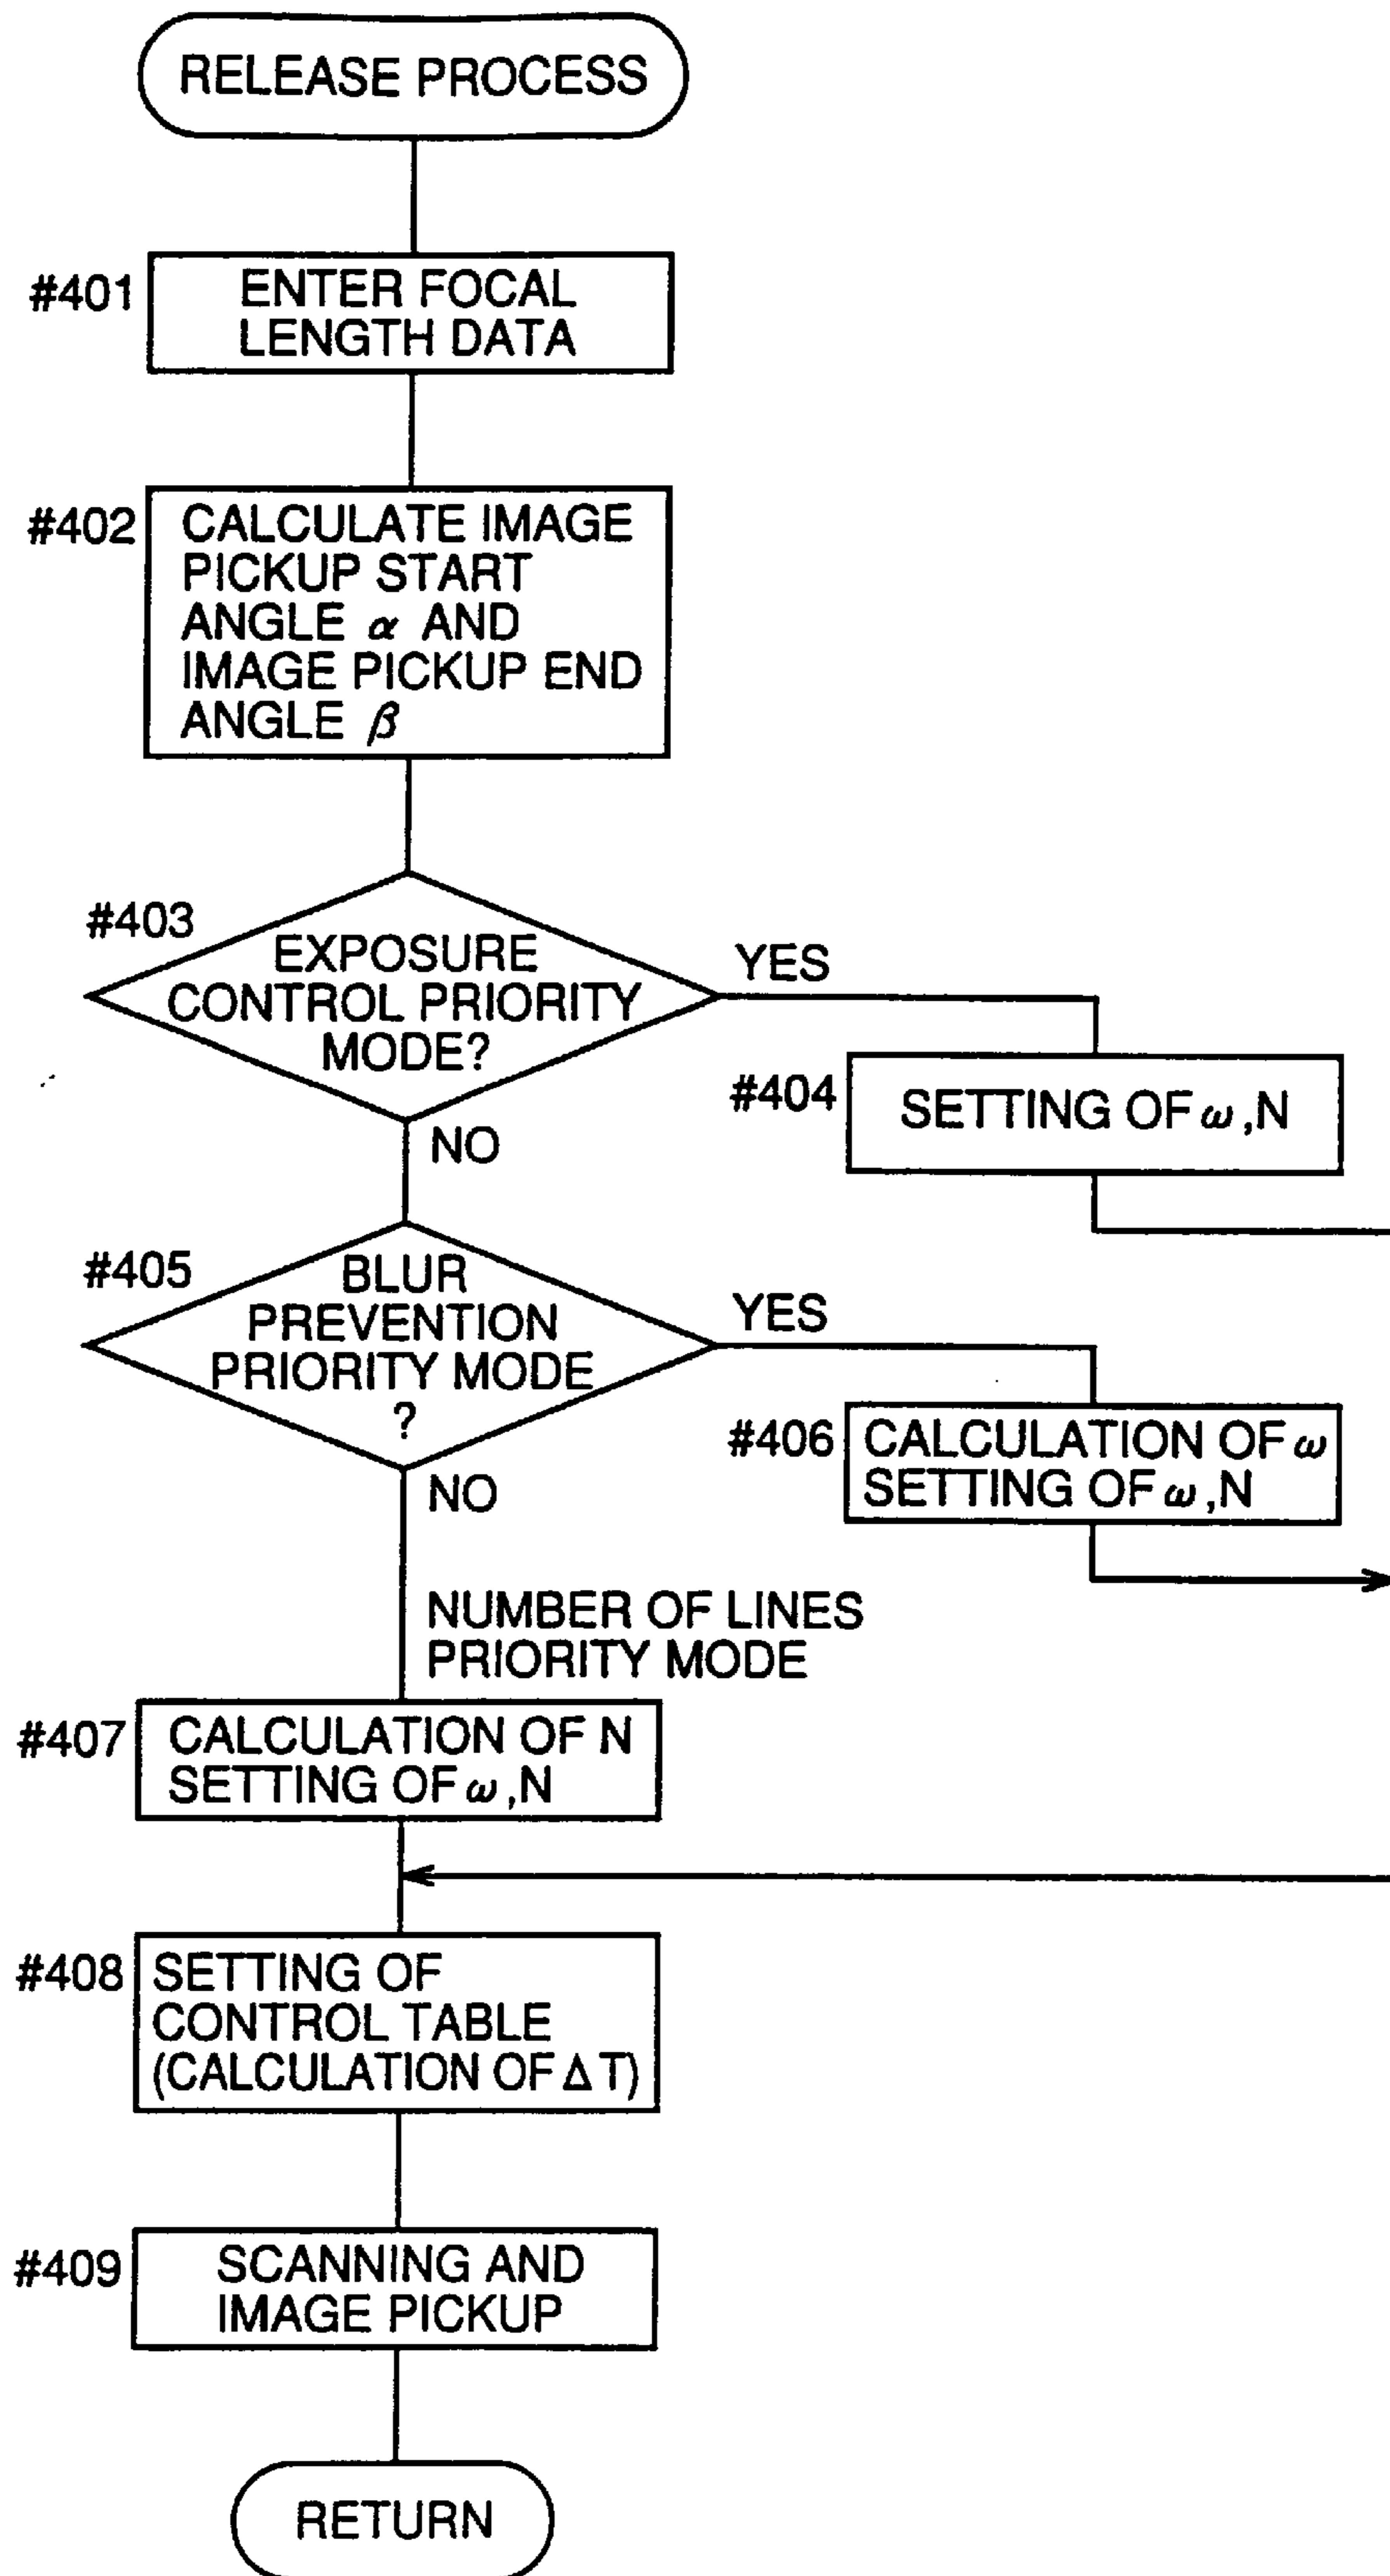 RELEASE PROCESS
#401
ENTER FOCAL
LENGTH DATA
#402
CALCULATE IMAGE
PICKUP START
ANGLE α AND
IMAGE PICKUP END
ANGLE β
#403
EXPOSURE
CONTROL PRIORITY
MODE?
YES
NO
#404
SETTING OF ω,N
#405
BLUR
PREVENTION
PRIORITY MODE
?
YES
NO
#406
CALCULATION OF ω
SETTING OF ω,N
NUMBER OF LINES
PRIORITY MODE
#407
CALCULATION OF N
SETTING OF ω,N
#408
SETTING OF
CONTROL TABLE
(CALCULATION OF Δ T)
#409
SCANNING AND
IMAGE PICKUP
RETURN